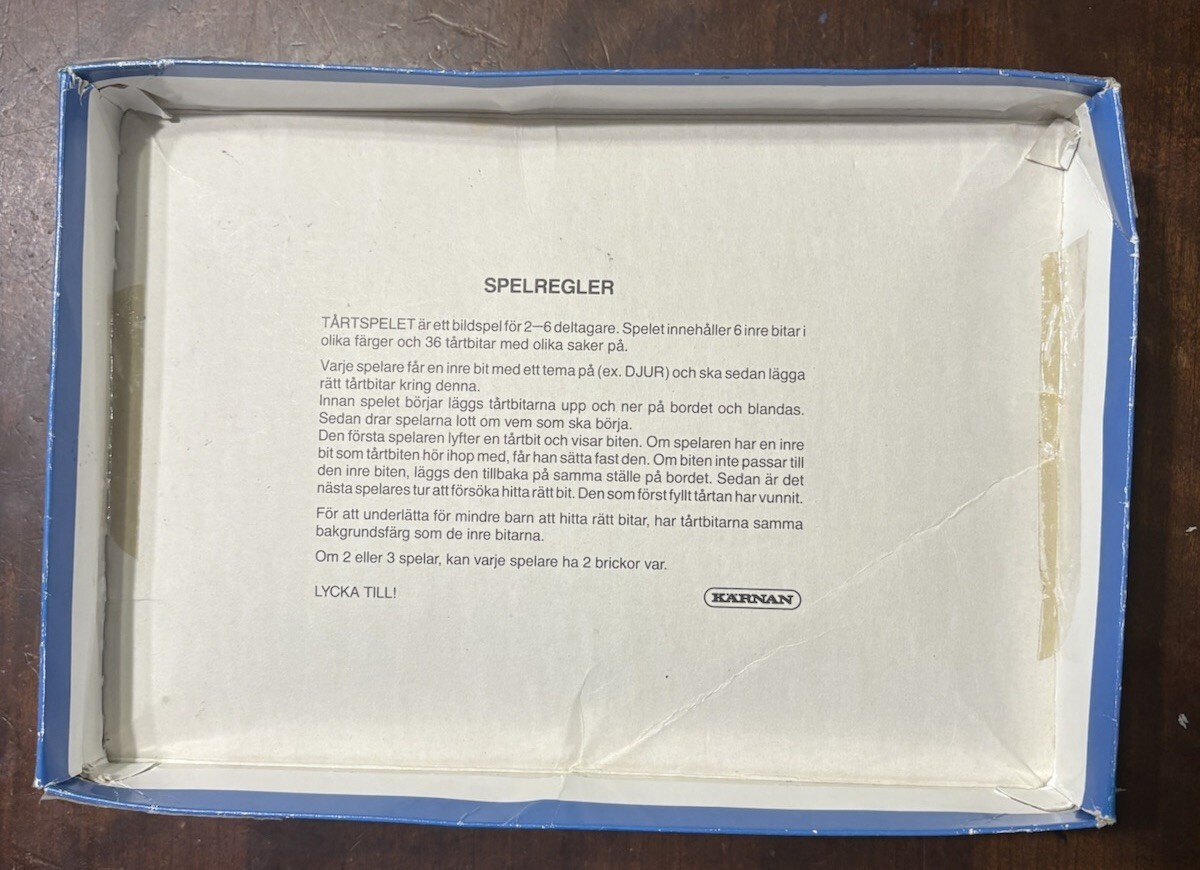 SPELREGLER
TÅRTSPELET är ett bildspel för 2—6 deltagare. Spelet innehåller 6 inre bitar i
olika färger och 36 tårtbitar med olika saker på.
Varje spelare får en inre bit med ett tema på (ex. DJUR) och ska sedan lägga
rätt tårtbitar kring denna.
Innan spelet börjar läggs tårtbitarna upp och ner på bordet och blandas.
Sedan drar spelarna lott om vem som ska börja.
Den första spelaren lyfter en tårtbit och visar biten. Om spelaren har en inre
bit som tårtbiten hör ihop med, får han sätta fast den. Om biten inte passar till
den inre biten, läggs den tillbaka på samma ställe på bordet. Sedan är det
nästa spelares tur att försöka hitta rätt bit. Den som först fyllt tårtan har vunnit.
För att underlätta för mindre barn att hitta rätt bitar, har tårtbitarna samma
bakgrundsfärg som de inre bitarna.
Om 2 eller 3 spelar, kan varje spelare ha 2 brickor var.
LYCKA TILL!
KÄRNAN